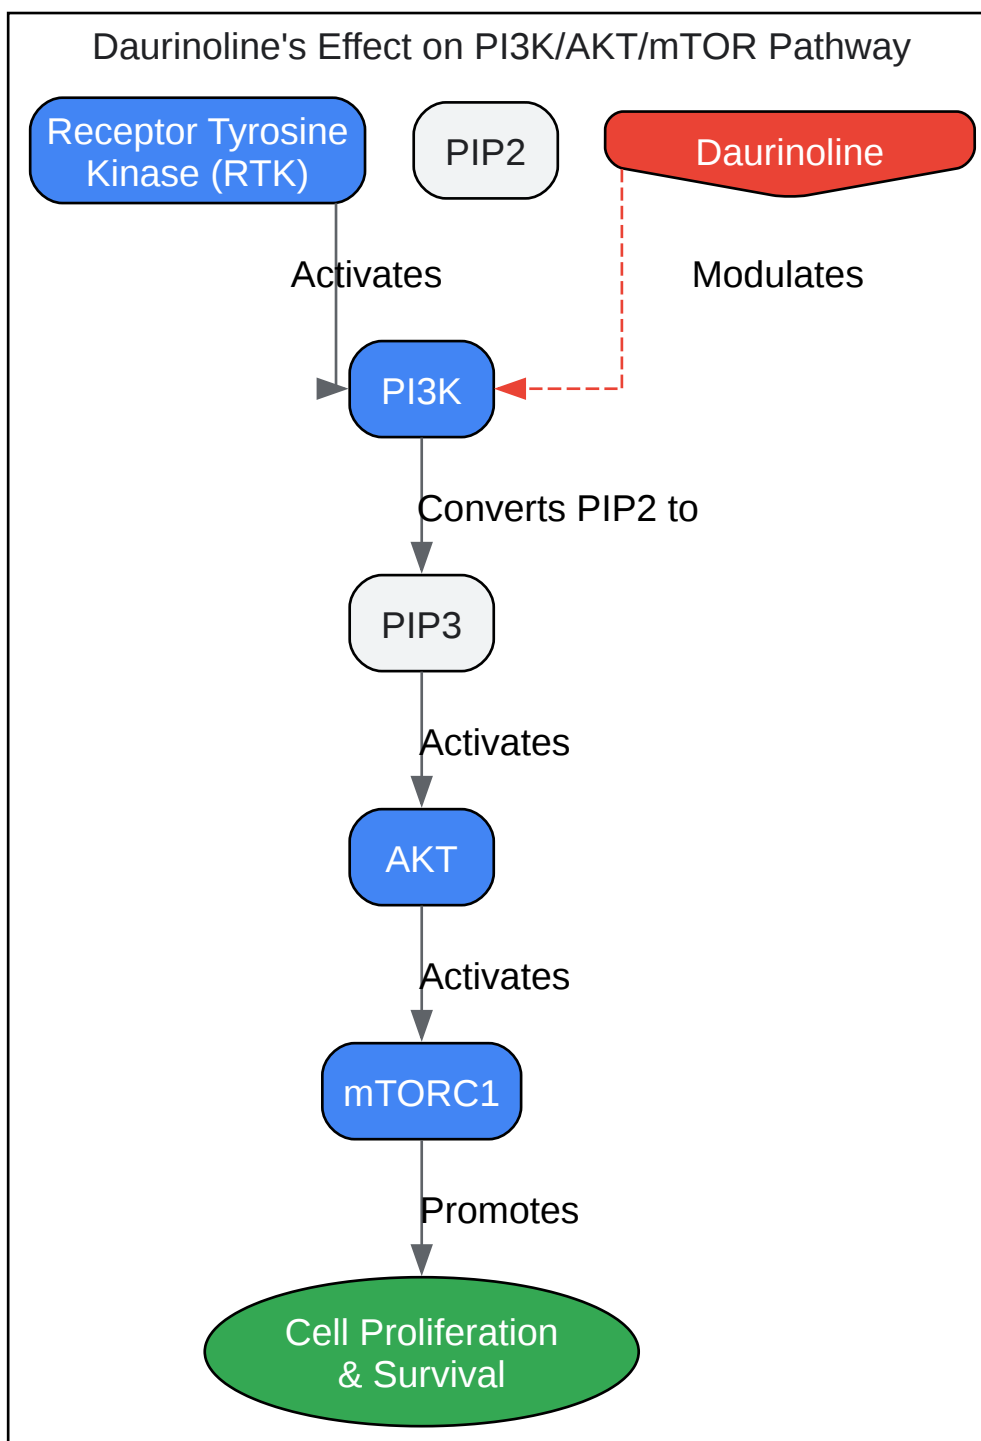 Daurinoline's Effect on PI3K/AKT/mTOR Pathway
Receptor Tyrosine
Kinase (RTK)
PIP2
Daurinoline
Activates
Modulates
PI3K
Converts PIP2 to
PIP3
Activates
AKT
Activates
mTORC1
Promotes
Cell Proliferation
& Survival